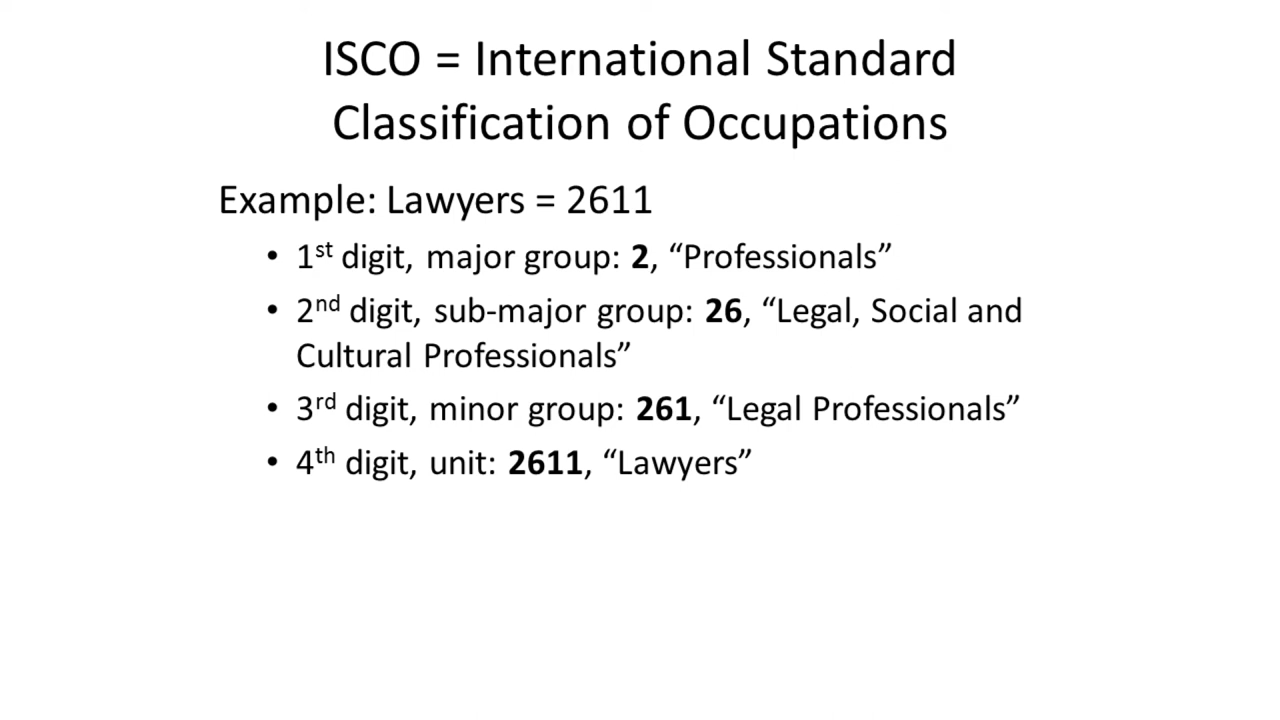 ISCO = International Standard
Classification of Occupations
Example: Lawyers = 2611
• 1st digit, major group: 2, “Professionals”
• 2nd digit, sub-major group: 26, “Legal, Social and
Cultural Professionals”
• 3rd digit, minor group: 261, “Legal Professionals”
• 4th digit, unit: 2611, “Lawyers”